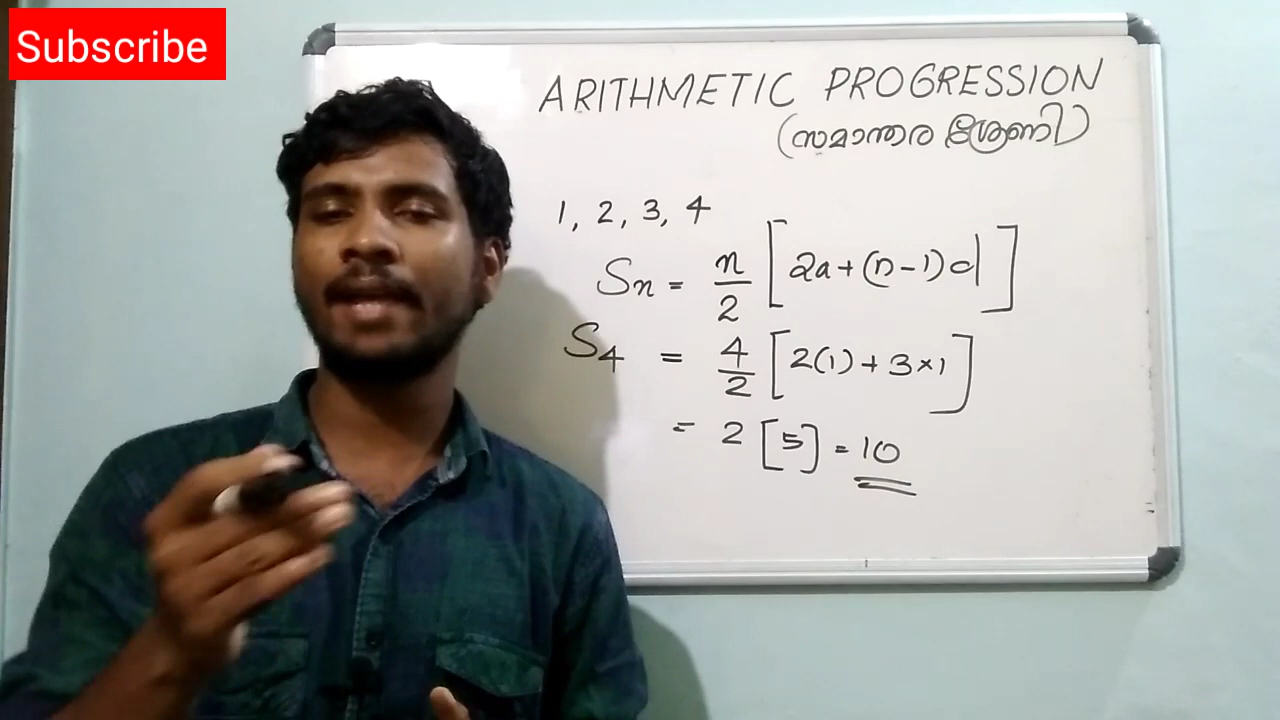 Subscribe
ARITHMETIC PROGRESSION
(സമാന്തര ശ്രേണി)
1, 2, 3, 4
Sn = n/2 [2a+(n-1)d]
S4 = 4/2 [2(1)+3×1]
= 2[5] = 10